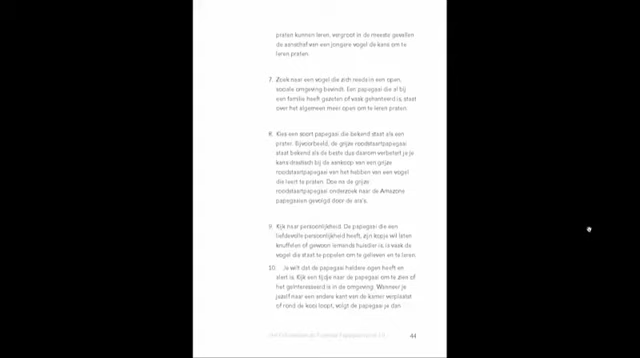 praten kunnen leren, vergroot in de meeste gevallen
de aanschaf van een jongere vogel de kans om te
leren praten.
7. Zoek naar een vogel die zich reeds in een open,
sociale omgeving bevindt. Een papegaai die al bij
een familie heeft gezeten of vaak gehanteerd is, staat
over het algemeen meer open om te leren praten.
8. Kies een soort papegaai die bekend staat als een
prater. Bijvoorbeeld, de grijze roodstaartpapegaai
staat bekend als de beste dus daarom verbetert je je
kans drastisch bij de aankoop van een grijze
roodstaartpapegaai van het hebben van een vogel
die leert te praten. Doe na de grijze
roodstaartpapegaai onderzoek naar de Amazone
papegaaien gevolgd door de ara's.
9. Kijk naar persoonlijkheid. De papegaai die een
liefdevolle persoonlijkheid heeft, zijn kopje wil laten
knuffelen of gewoon iemands huisdier is, is vaak de
vogel die staat te popelen om te geloven en te leren.
10. Je wilt dat de papegaai heldere ogen heeft en
alert is. Kijk een tijdje naar de papegaai om te zien of
het geïnteresseerd is in de omgeving. Wanneer je
jezelf naar een andere kant van de kamer verplaatst
of rond de kooi loopt, volgt de papegaai je dan
44